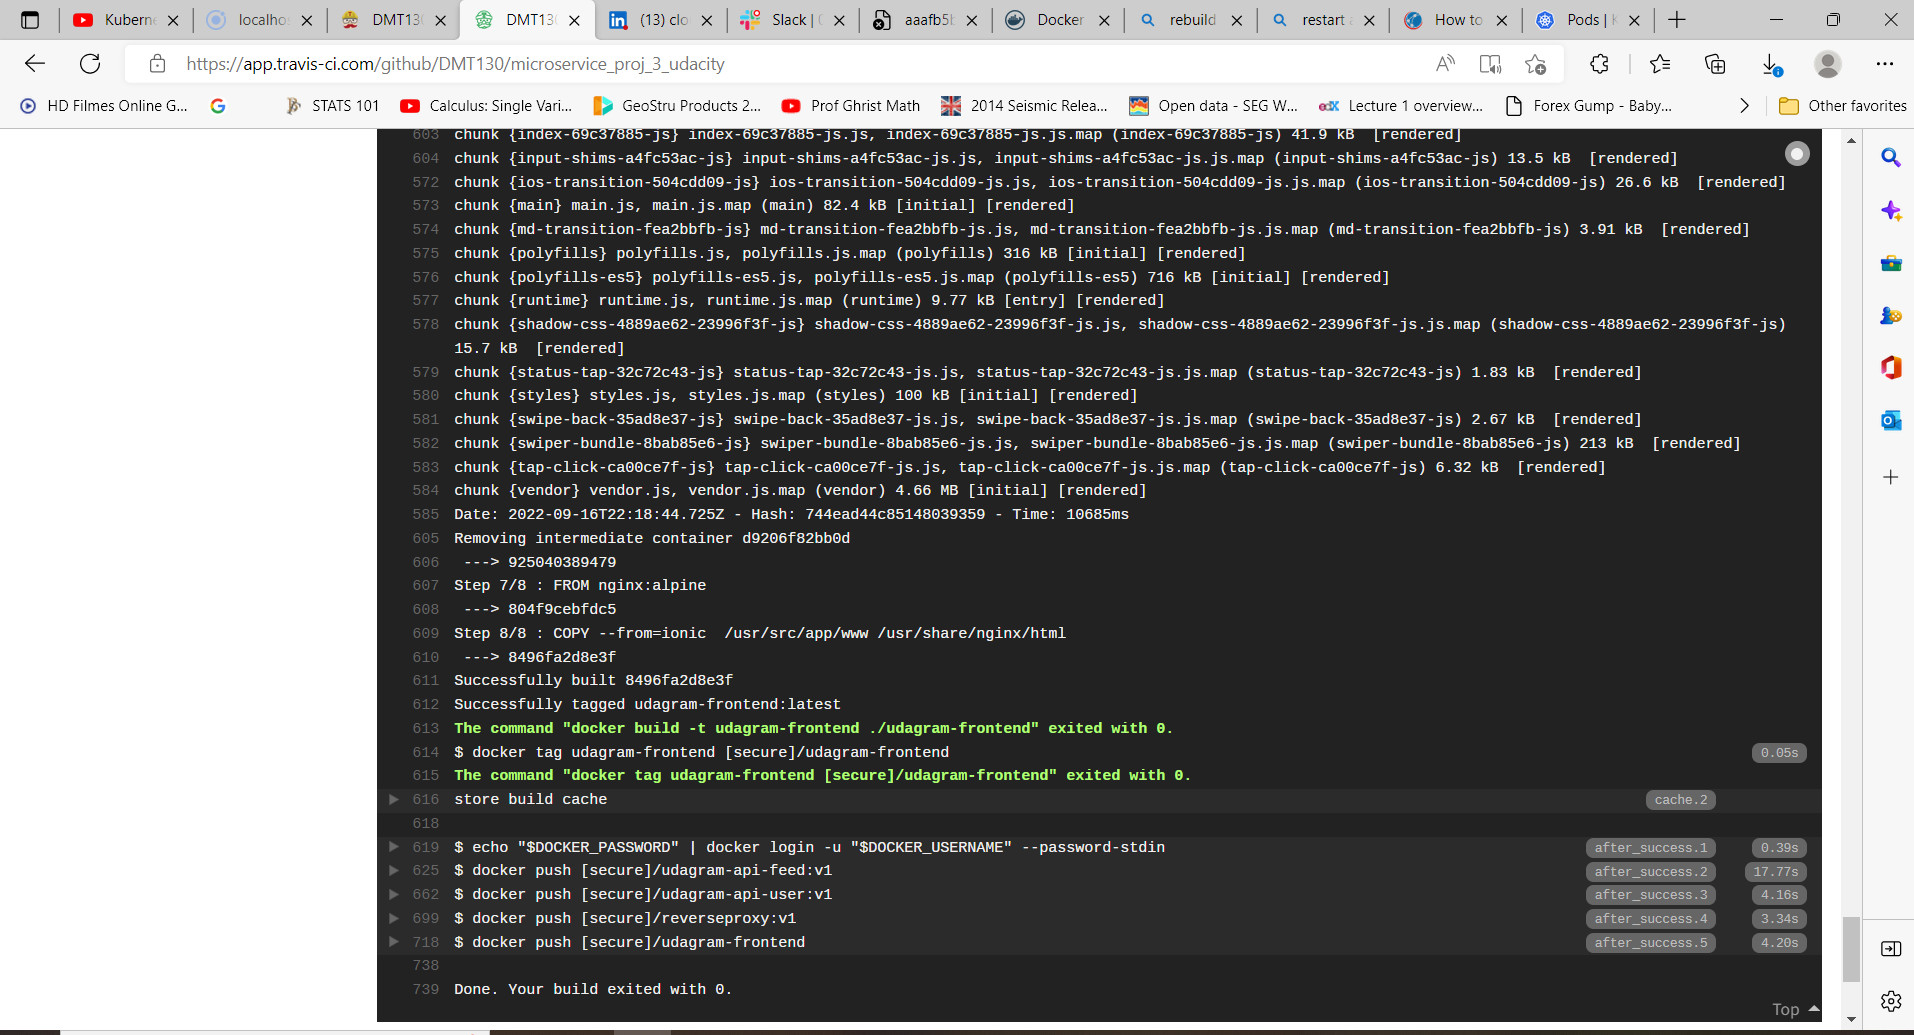 Kubern
localho
DMT13
DMT13
(13) clo
Slack |
aaafb5b
Docker
rebuild
restart
How to
Pods |
https://app.travis-ci.com/github/DMT130/microservice_proj_3_udacity
HD Filmes Online G...
STATS 101
Calculus: Single Vari...
GeoStru Products 2...
Prof Ghrist Math
2014 Seismic Relea...
Open data - SEG W...
Lecture 1 overview...
Forex Gump - Baby...
Other favorites
603 chunk {index-69c37885-js} index-69c37885-js.js, index-69c37885-js.js.map (index-69c37885-js) 41.9 kB [rendered]
604 chunk {input-shims-a4fc53ac-js} input-shims-a4fc53ac-js.js, input-shims-a4fc53ac-js.js.map (input-shims-a4fc53ac-js) 13.5 kB [rendered]
572 chunk {ios-transition-504cdd09-js} ios-transition-504cdd09-js.js, ios-transition-504cdd09-js.js.map (ios-transition-504cdd09-js) 26.6 kB [rendered]
573 chunk {main} main.js, main.js.map (main) 82.4 kB [initial] [rendered]
574 chunk {md-transition-fea2bbfb-js} md-transition-fea2bbfb-js.js, md-transition-fea2bbfb-js.js.map (md-transition-fea2bbfb-js) 3.91 kB [rendered]
575 chunk {polyfills} polyfills.js, polyfills.js.map (polyfills) 316 kB [initial] [rendered]
576 chunk {polyfills-es5} polyfills-es5.js, polyfills-es5.js.map (polyfills-es5) 716 kB [initial] [rendered]
577 chunk {runtime} runtime.js, runtime.js.map (runtime) 9.77 kB [entry] [rendered]
578 chunk {shadow-css-4889ae62-23996f3f-js} shadow-css-4889ae62-23996f3f-js.js, shadow-css-4889ae62-23996f3f-js.js.map (shadow-css-4889ae62-23996f3f-js)
15.7 kB [rendered]
579 chunk {status-tap-32c72c43-js} status-tap-32c72c43-js.js, status-tap-32c72c43-js.js.map (status-tap-32c72c43-js) 1.83 kB [rendered]
580 chunk {styles} styles.js, styles.js.map (styles) 100 kB [initial] [rendered]
581 chunk {swipe-back-35ad8e37-js} swipe-back-35ad8e37-js.js, swipe-back-35ad8e37-js.js.map (swipe-back-35ad8e37-js) 2.67 kB [rendered]
582 chunk {swiper-bundle-8bab85e6-js} swiper-bundle-8bab85e6-js.js, swiper-bundle-8bab85e6-js.js.map (swiper-bundle-8bab85e6-js) 213 kB [rendered]
583 chunk {tap-click-ca00ce7f-js} tap-click-ca00ce7f-js.js, tap-click-ca00ce7f-js.js.map (tap-click-ca00ce7f-js) 6.32 kB [rendered]
584 chunk {vendor} vendor.js, vendor.js.map (vendor) 4.66 MB [initial] [rendered]
585 Date: 2022-09-16T22:18:44.725Z - Hash: 744ead44c85148039359 - Time: 10685ms
605 Removing intermediate container d9206f82bb0d
606 ---> 925040389479
607 Step 7/8 : FROM nginx:alpine
608 ---> 804f9cebfdc5
609 Step 8/8 : COPY --from=ionic /usr/src/app/www /usr/share/nginx/html
610 ---> 8496fa2d8e3f
611 Successfully built 8496fa2d8e3f
612 Successfully tagged udagram-frontend:latest
613 The command "docker build -t udagram-frontend ./udagram-frontend" exited with 0.
614 $ docker tag udagram-frontend [secure]/udagram-frontend 0.05s
615 The command "docker tag udagram-frontend [secure]/udagram-frontend" exited with 0.
616 store build cache cache.2
618
619 $ echo "$DOCKER_PASSWORD" | docker login -u "$DOCKER_USERNAME" --password-stdin after_success.1 0.39s
625 $ docker push [secure]/udagram-api-feed:v1 after_success.2 17.77s
662 $ docker push [secure]/udagram-api-user:v1 after_success.3 4.16s
699 $ docker push [secure]/reverseproxy:v1 after_success.4 3.34s
718 $ docker push [secure]/udagram-frontend after_success.5 4.20s
738
739 Done. Your build exited with 0.
Top